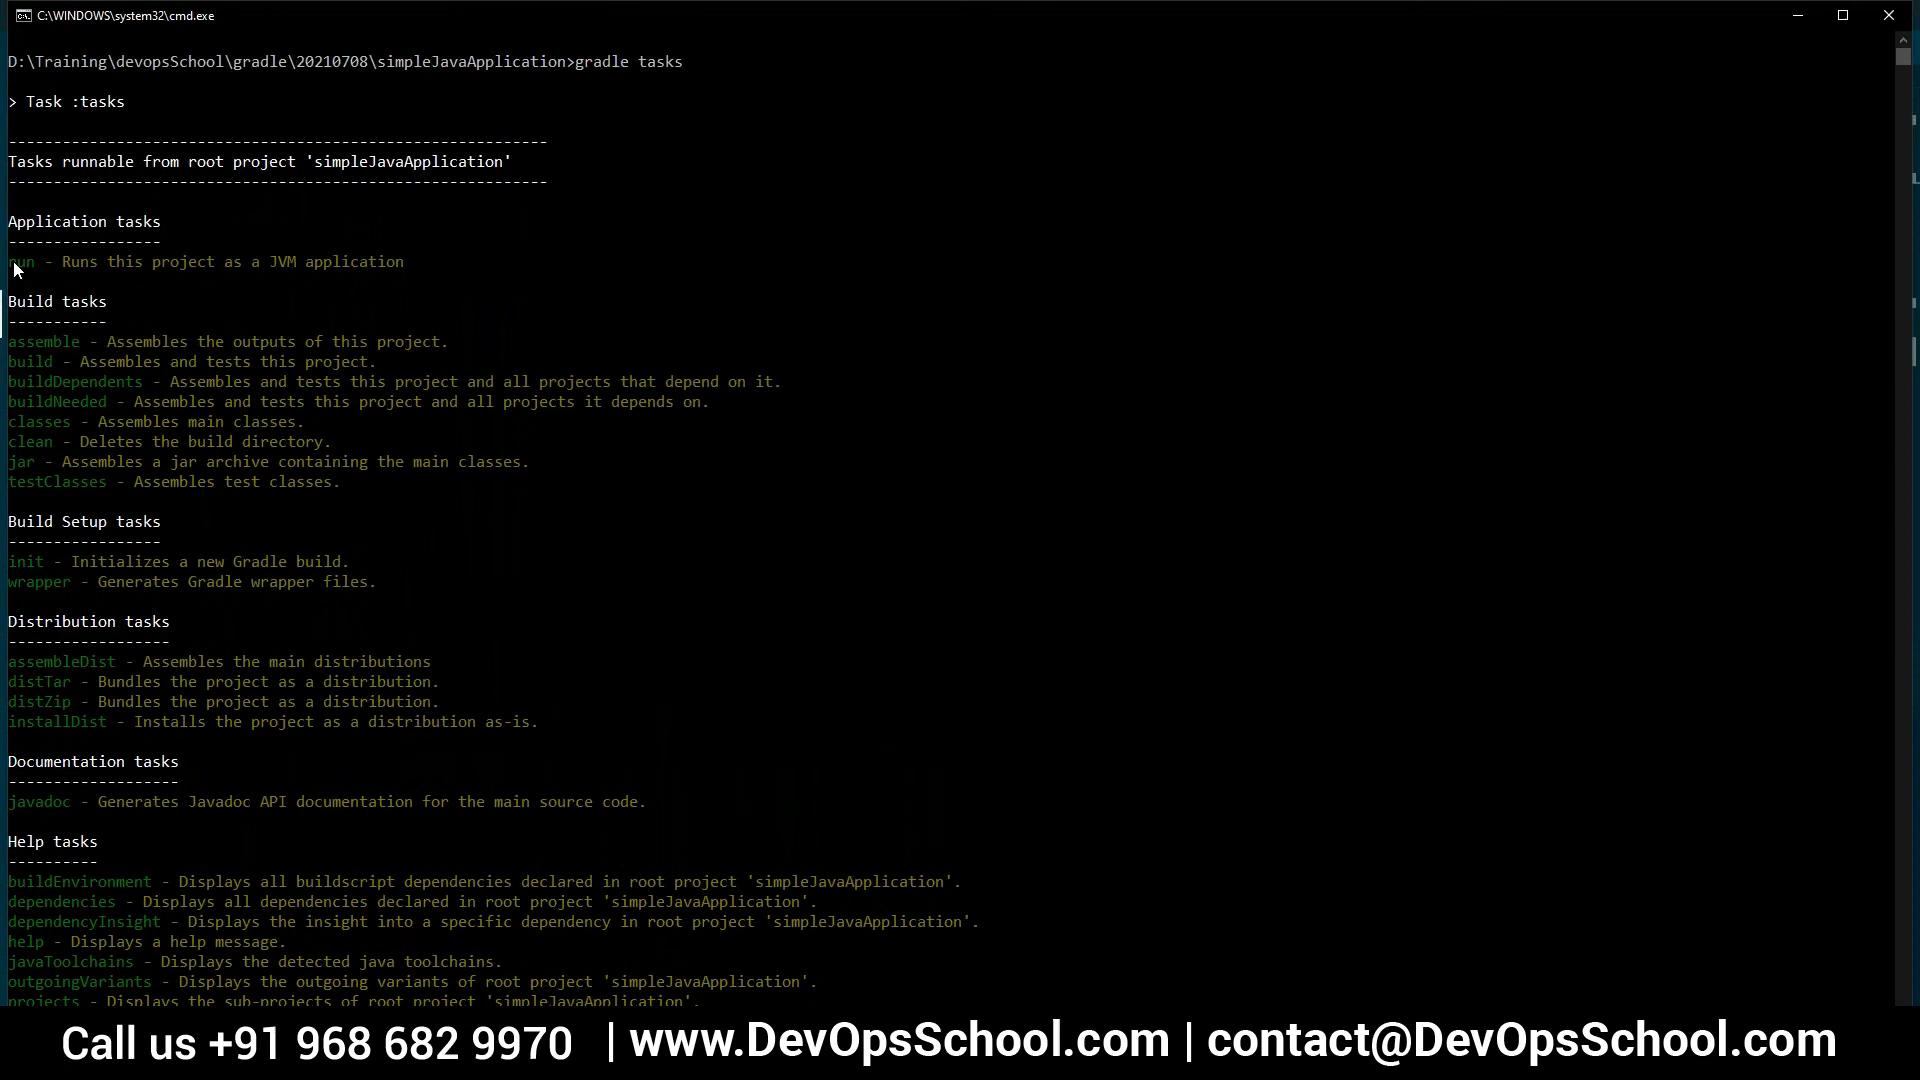 C:\WINDOWS\system32\cmd.exe
D:\Training\devopsSchool\gradle\20210708\simpleJavaApplication>gradle tasks
> Task :tasks
------------------------------------------------------------
Tasks runnable from root project 'simpleJavaApplication'
------------------------------------------------------------
Application tasks
-----------------
run - Runs this project as a JVM application
Build tasks
-----------
assemble - Assembles the outputs of this project.
build - Assembles and tests this project.
buildDependents - Assembles and tests this project and all projects that depend on it.
buildNeeded - Assembles and tests this project and all projects it depends on.
classes - Assembles main classes.
clean - Deletes the build directory.
jar - Assembles a jar archive containing the main classes.
testClasses - Assembles test classes.
Build Setup tasks
-----------------
init - Initializes a new Gradle build.
wrapper - Generates Gradle wrapper files.
Distribution tasks
------------------
assembleDist - Assembles the main distributions
distTar - Bundles the project as a distribution.
distZip - Bundles the project as a distribution.
installDist - Installs the project as a distribution as-is.
Documentation tasks
-------------------
javadoc - Generates Javadoc API documentation for the main source code.
Help tasks
----------
buildEnvironment - Displays all buildscript dependencies declared in root project 'simpleJavaApplication'.
dependencies - Displays all dependencies declared in root project 'simpleJavaApplication'.
dependencyInsight - Displays the insight into a specific dependency in root project 'simpleJavaApplication'.
help - Displays a help message.
javaToolchains - Displays the detected java toolchains.
outgoingVariants - Displays the outgoing variants of root project 'simpleJavaApplication'.
projects - Displays the sub-projects of root project 'simpleJavaApplication'.
Call us +91 968 682 9970 | www.DevOpsSchool.com | contact@DevOpsSchool.com